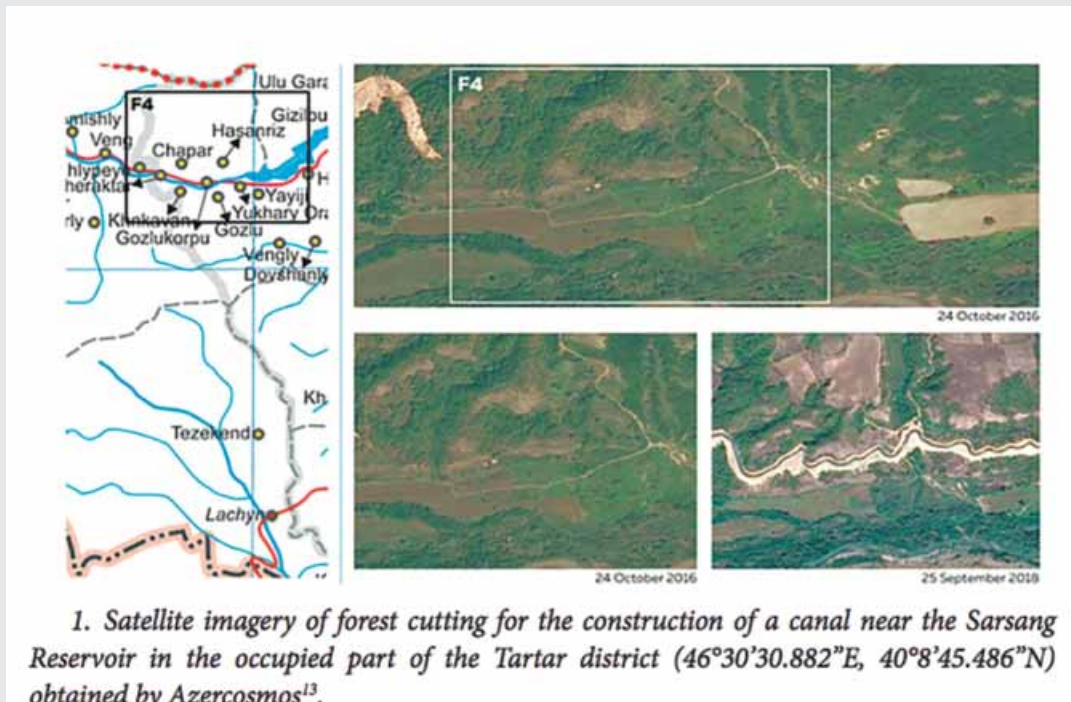 Ulu Gara
F4
Gizilbu
Hasanriz
Veng
Chapar
Yayiji
Khnkavan
Yukhary Ora
Gozlu
Gozlukorpu
Vengly
Dovshanly
Kh
Tezekend
Lachyn
F4
24 October 2016
24 October 2016
25 September 2018
1. Satellite imagery of forest cutting for the construction of a canal near the Sarsang
Reservoir in the occupied part of the Tartar district (46°30’30.882”E, 40°8’45.486”N)
obtained by Azercosmos¹³.